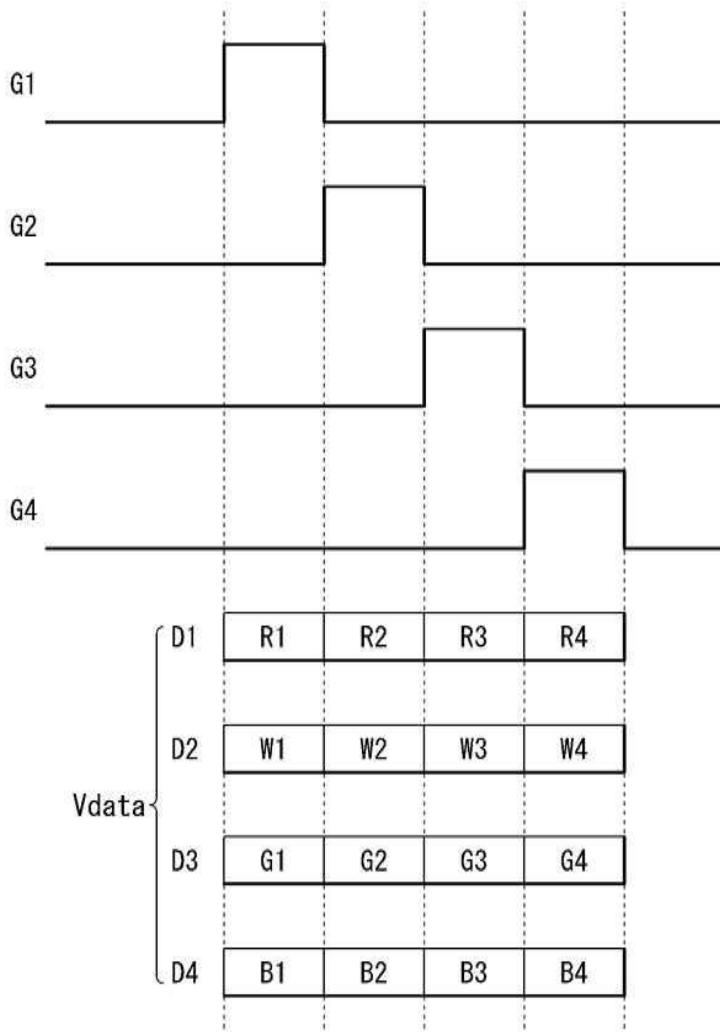 G1
G2
G3
G4
D1 R1 R2 R3 R4
D2 W1 W2 W3 W4
Vdata
D3 G1 G2 G3 G4
D4 B1 B2 B3 B4